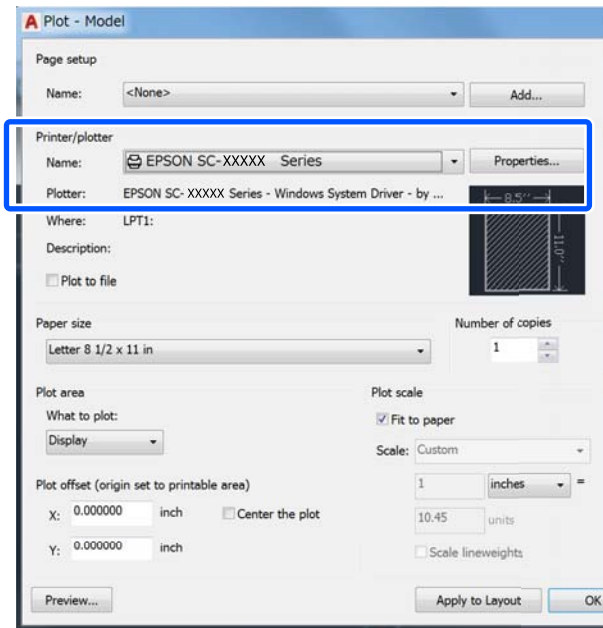 A Plot - Model
Page setup
Name: <None> Add...
Printer/plotter
Name: EPSON SC-XXXXX Series Properties...
Plotter: EPSON SC- XXXXX Series - Windows System Driver - by ...
8.5''
Where: LPT1:
11.0''
Description:
Plot to file
Paper size
Number of copies
Letter 8 1/2 x 11 in
1
Plot area
Plot scale
What to plot:
Fit to paper
Display
Scale: Custom
Plot offset (origin set to printable area)
1 inches =
X: 0.000000 inch Center the plot
10.45 units
Y: 0.000000 inch
Scale lineweights
Preview... Apply to Layout OK